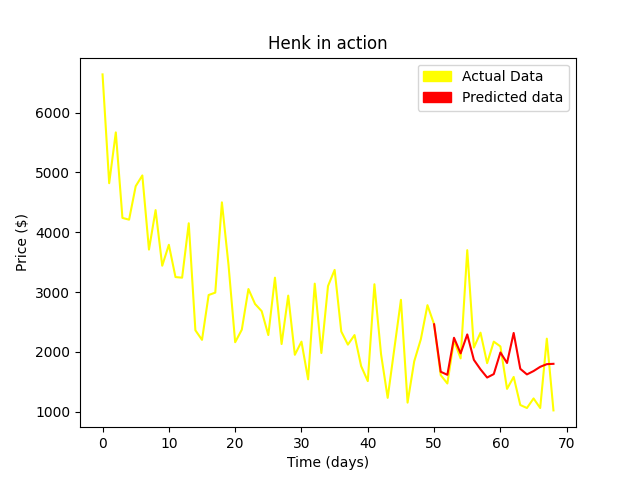 Henk in action
Actual Data
Predicted data
Price ($)
6000
5000
4000
3000
2000
1000
0 10 20 30 40 50 60 70
Time (days)